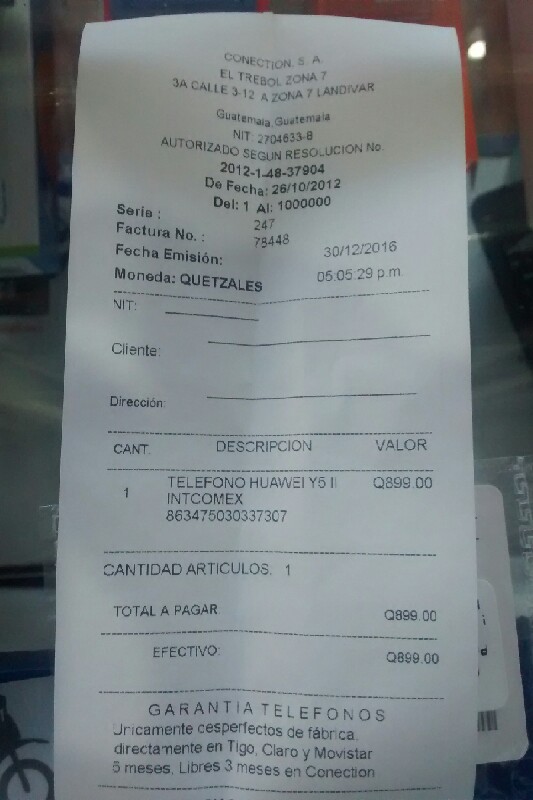 CONECTION, S. A.
EL TREBOL ZONA 7
3A CALLE 3-12 A ZONA 7 LANDIVAR
Guatemala, Guatemala
NIT: 2704633-8
AUTORIZADO SEGUN RESOLUCION No.
2012-1-48-37904
De Fecha: 26/10/2012
Del: 1 Al: 1000000
Serie : 247
Factura No. : 78448
Fecha Emisión: 30/12/2016
Moneda: QUETZALES 05:05:29 p.m.
NIT:
Cliente:
Dirección:
CANT. DESCRIPCION VALOR
1 TELEFONO HUAWEI Y5 II Q899.00
INTCOMEX
863475030337307
CANTIDAD ARTICULOS: 1
TOTAL A PAGAR: Q899.00
EFECTIVO: Q899.00
GARANTIA TELEFONOS
Unicamente desperfectos de fábrica,
directamente en Tigo, Claro y Movistar
6 meses, Libres 3 meses en Conection